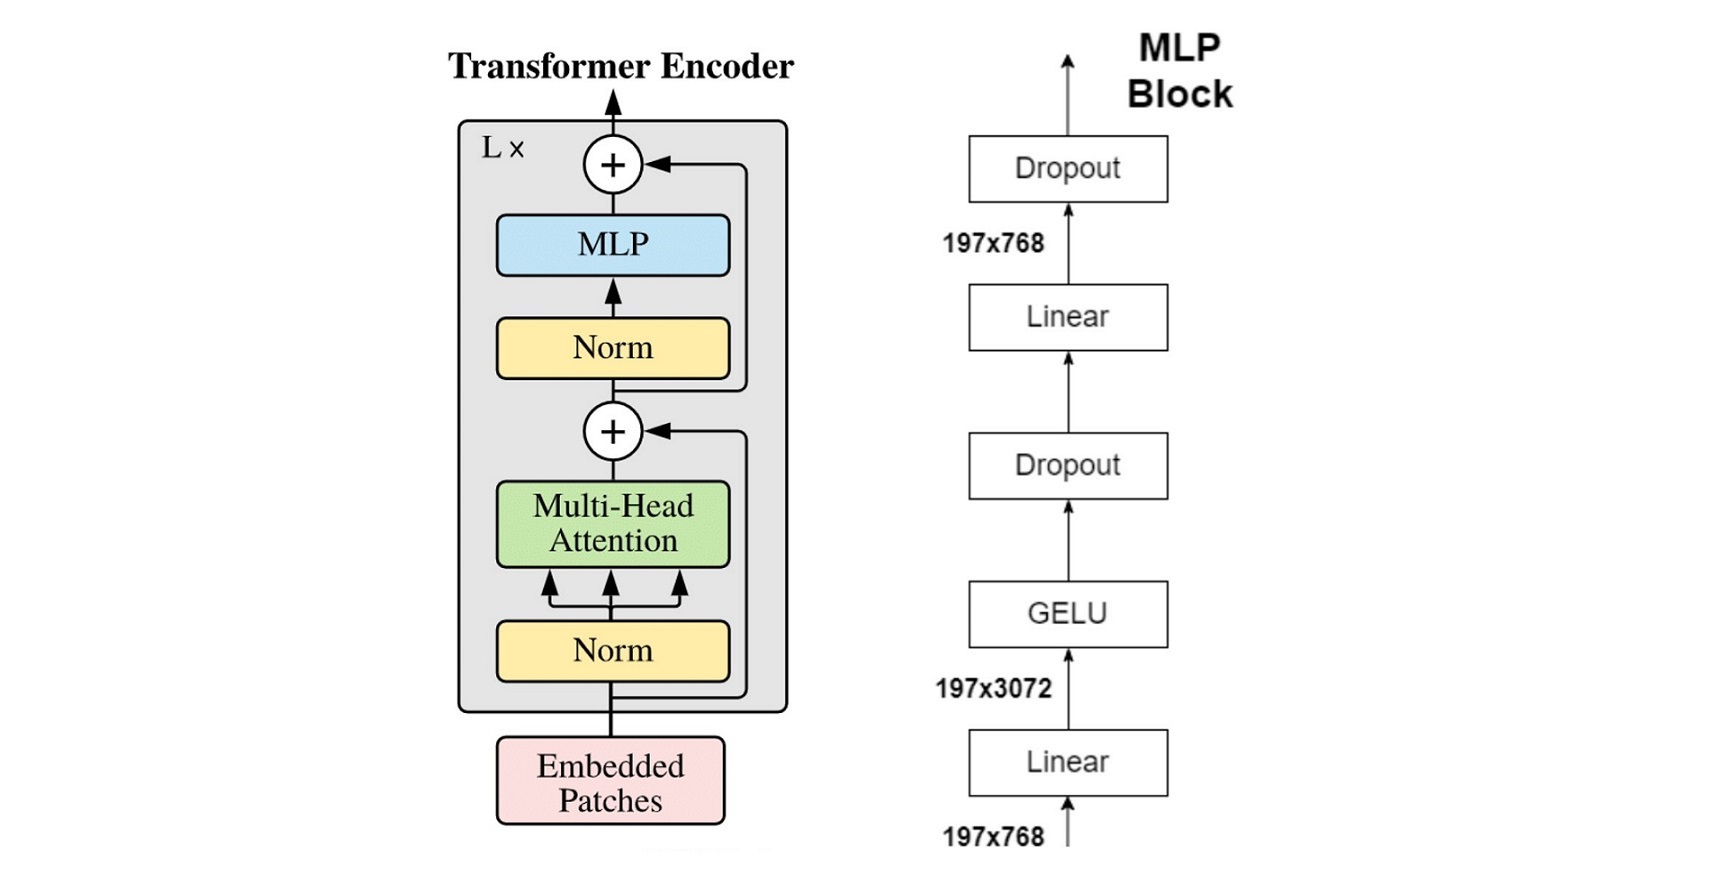 Transformer Encoder
L ×
+
MLP
Norm
+
Multi-Head
Attention
Norm
Embedded
Patches
MLP
Block
Dropout
197x768
Linear
Dropout
GELU
197x3072
Linear
197x768